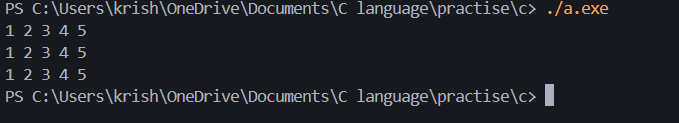 PS C:\Users\krish\OneDrive\Documents\C language\practise\c> ./a.exe
1 2 3 4 5
1 2 3 4 5
1 2 3 4 5
PS C:\Users\krish\OneDrive\Documents\C language\practise\c>